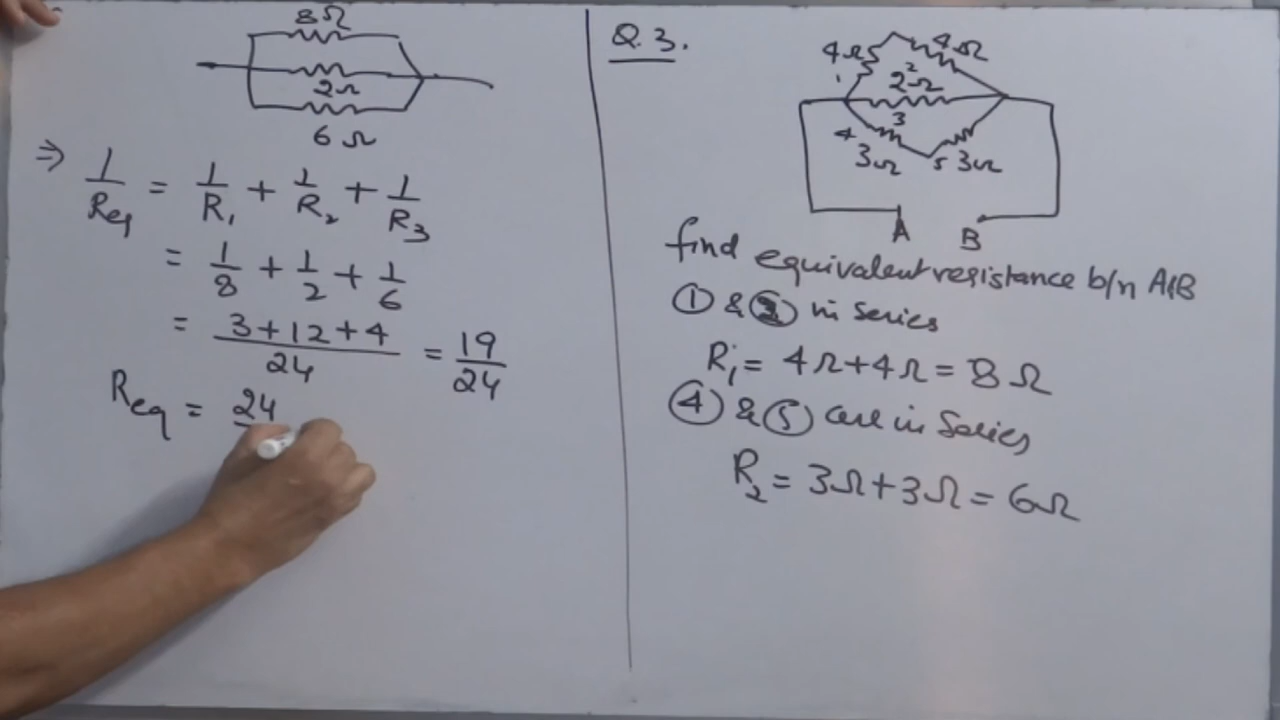 8Ω
2Ω
6Ω
⇒ 1/Req = 1/R₁ + 1/R₂ + 1/R₃
= 1/8 + 1/2 + 1/6
= (3+12+4)/24 = 19/24
Req = 24
Q.3.
4Ω 4Ω
1 2
2Ω
3
4 3Ω 5 3Ω
A B
find equivalent resistance b/n A&B
① & ② in series
R₁ = 4Ω+4Ω = 8Ω
④ & ⑤ are in Series
R₂ = 3Ω+3Ω = 6Ω